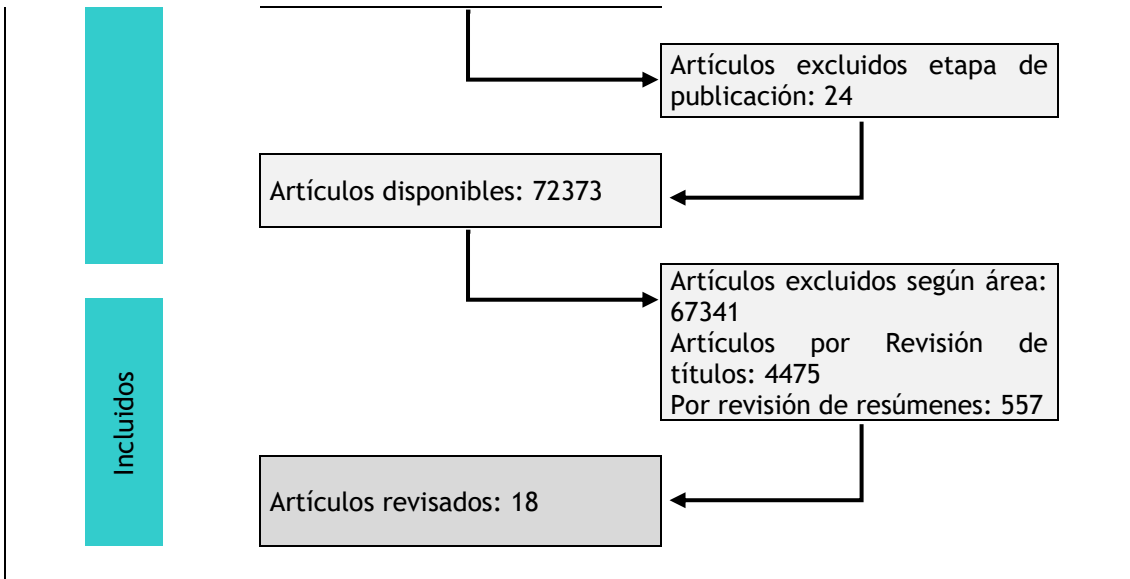 Artículos excluidos etapa de
publicación: 24
Artículos disponibles: 72373
Artículos excluidos según área:
67341
Artículos por Revisión de
títulos: 4475
Por revisión de resúmenes: 557
Incluidos
Artículos revisados: 18